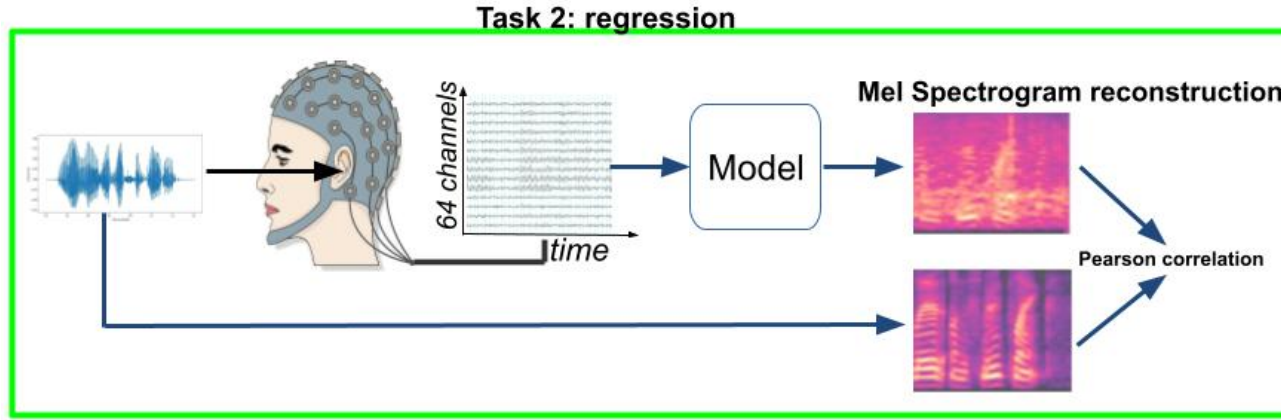 Task 2: regression
Mel Spectrogram reconstruction
64 channels
Model
time
Pearson correlation